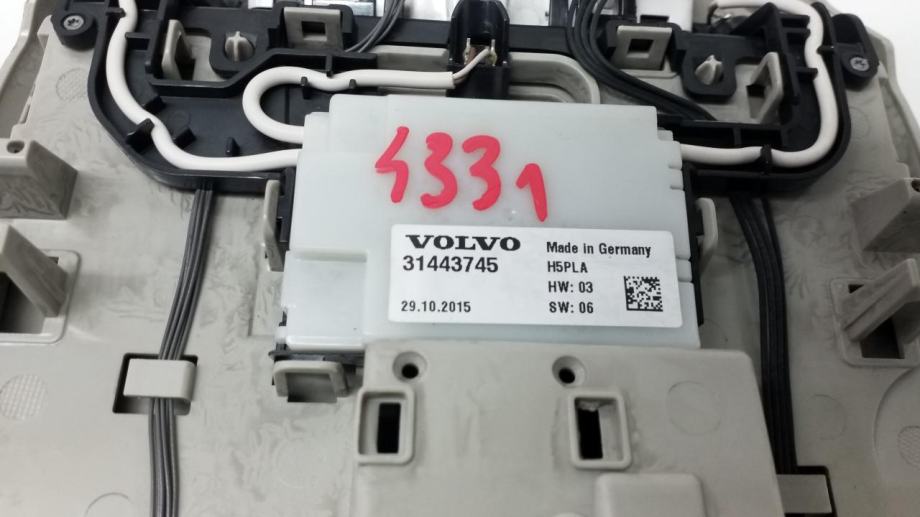 4331
VOLVO
31443745
29.10.2015
Made in Germany
H5PLA
HW: 03
SW: 06